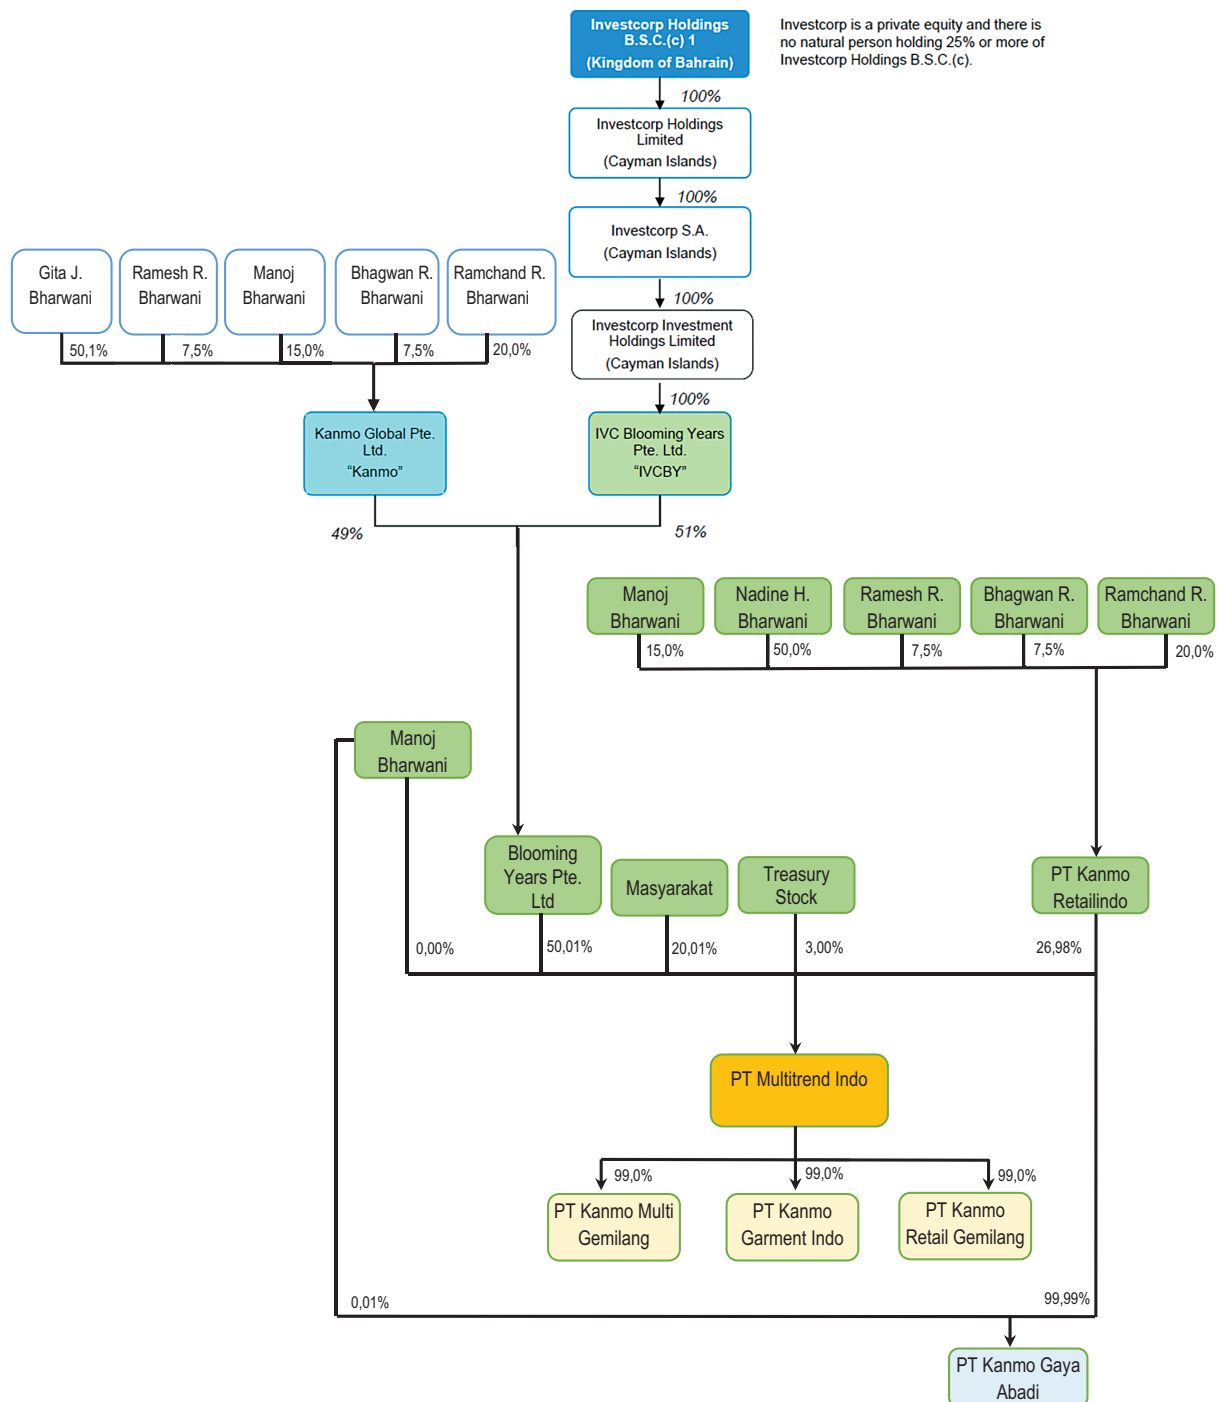 Investcorp Holdings
B.S.C.(c) 1
(Kingdom of Bahrain)
Investcorp is a private equity and there is
no natural person holding 25% or more of
Investcorp Holdings B.S.C.(c).
100%
Investcorp Holdings
Limited
(Cayman Islands)
100%
Investcorp S.A.
(Cayman Islands)
100%
Investcorp Investment
Holdings Limited
(Cayman Islands)
100%
Gita J.
Bharwani
Ramesh R.
Bharwani
Manoj
Bharwani
Bhagwan R.
Bharwani
Ramchand R.
Bharwani
50,1%
7,5%
15,0%
7,5%
20,0%
Kanmo Global Pte.
Ltd.
“Kanmo”
IVC Blooming Years
Pte. Ltd.
“IVCBY”
49%
51%
Manoj
Bharwani
Nadine H.
Bharwani
Ramesh R.
Bharwani
Bhagwan R.
Bharwani
Ramchand R.
Bharwani
15,0%
50,0%
7,5%
7,5%
20,0%
Manoj
Bharwani
Blooming
Years Pte.
Ltd
Masyarakat
Treasury
Stock
PT Kanmo
Retailindo
0,00%
50,01%
20,01%
3,00%
26,98%
PT Multitrend Indo
99,0%
99,0%
99,0%
PT Kanmo Multi
Gemilang
PT Kanmo
Garment Indo
PT Kanmo
Retail Gemilang
0,01%
99,99%
PT Kanmo Gaya
Abadi